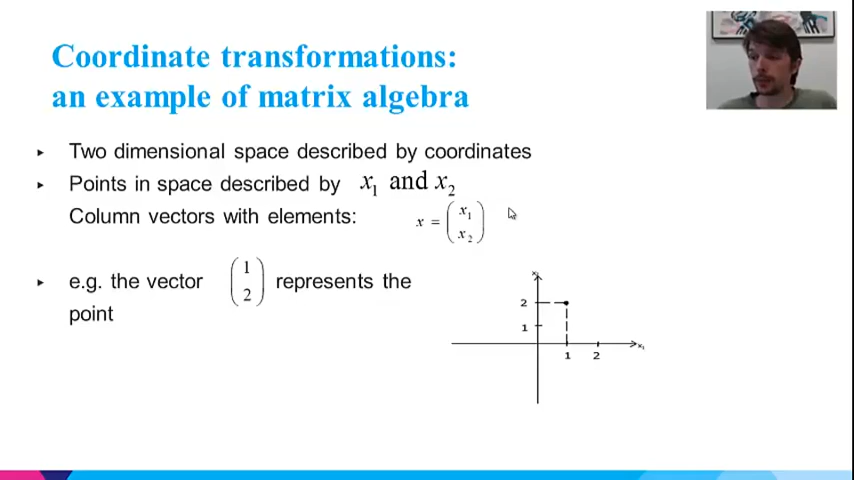 Coordinate transformations:
an example of matrix algebra
▸ Two dimensional space described by coordinates
▸ Points in space described by x₁ and x₂
Column vectors with elements: x = (x₁ x₂)
▸ e.g. the vector (1 2) represents the
point
x₂
2
1
x₁
1 2